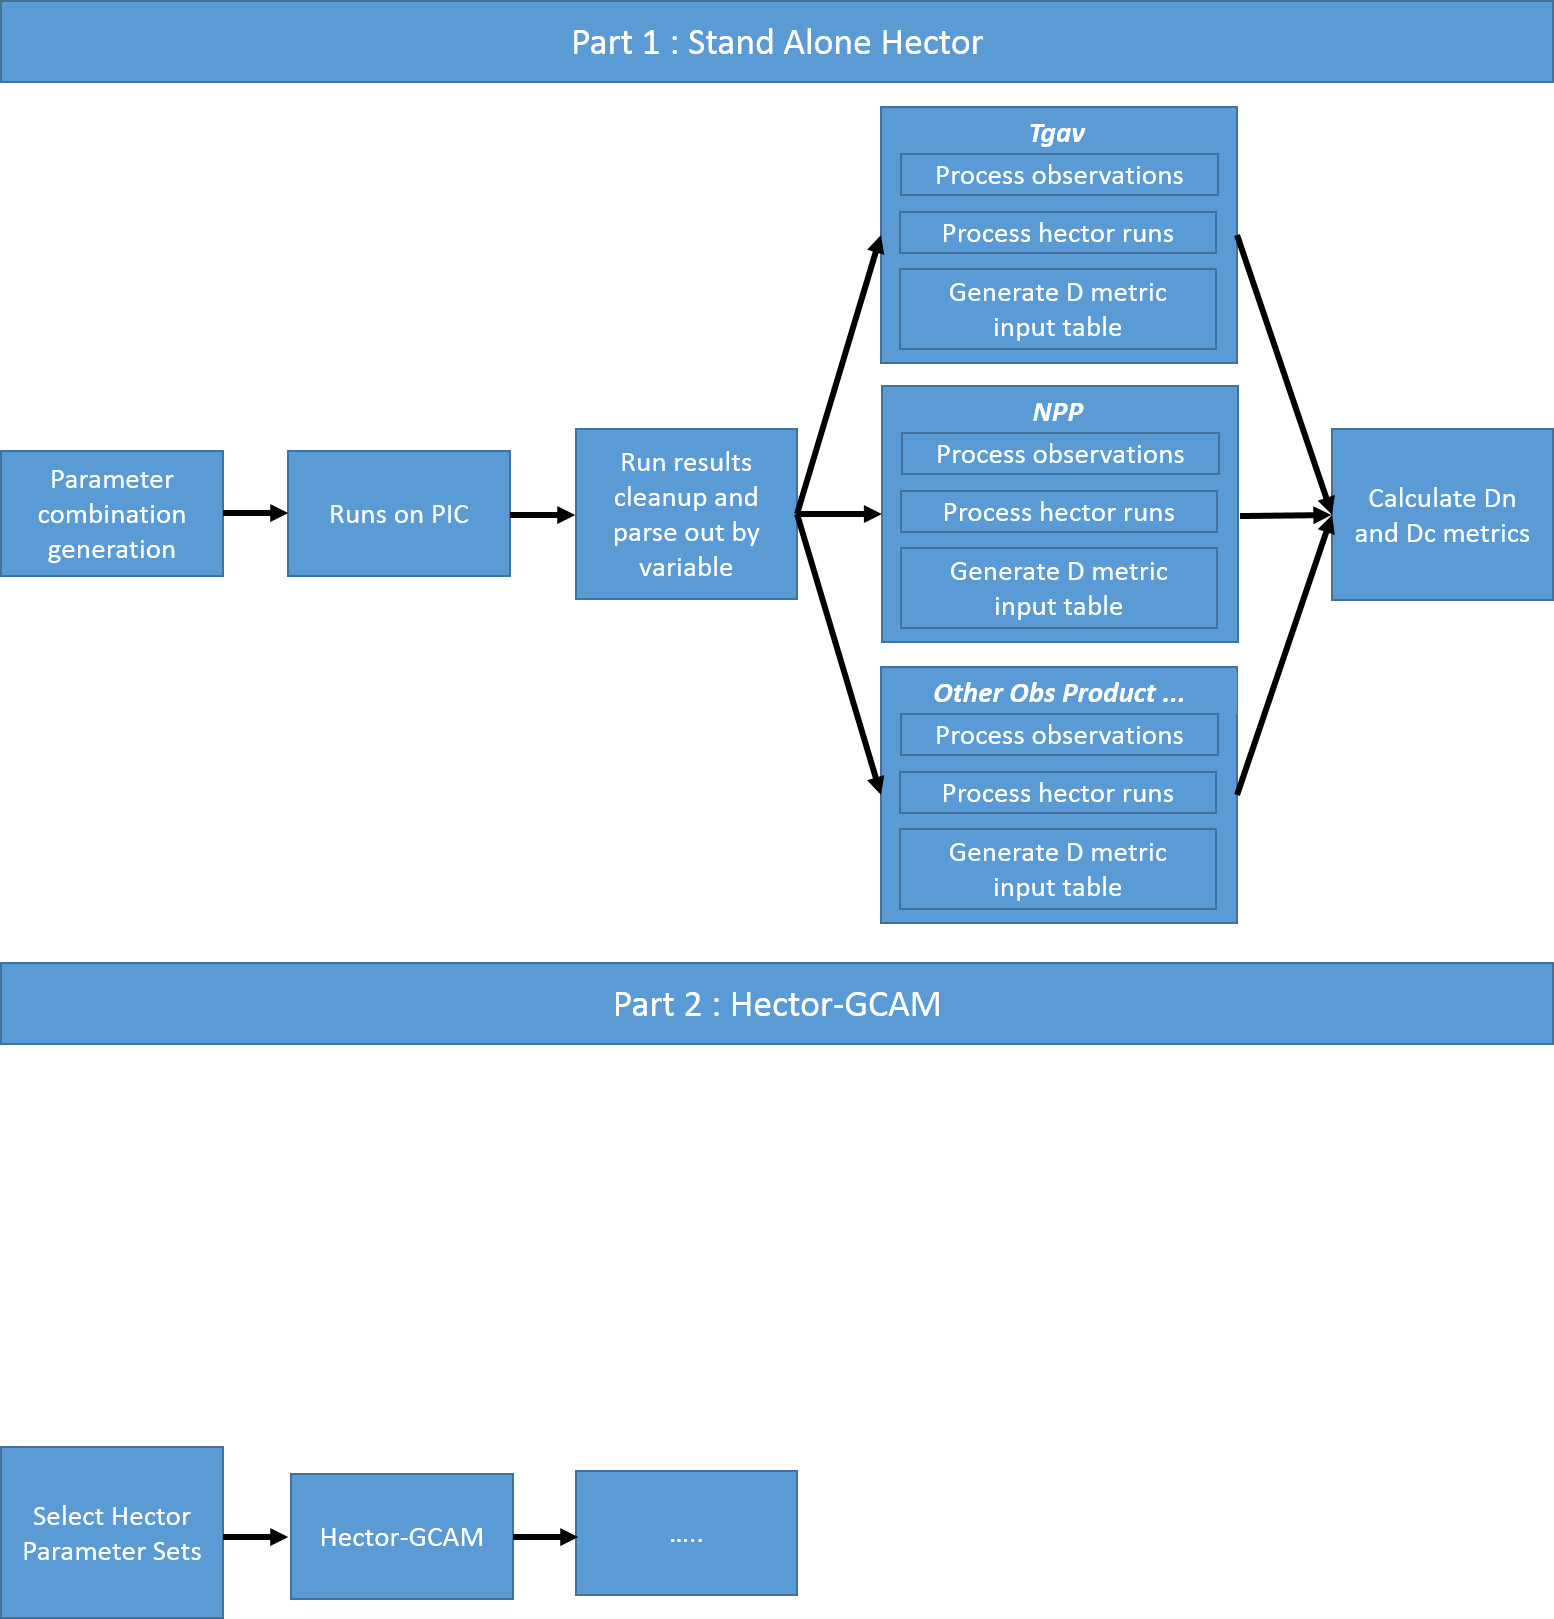 Part 1 : Stand Alone Hector
Parameter
combination
generation
Runs on PIC
Run results
cleanup and
parse out by
variable
Tgav
Process observations
Process hector runs
Generate D metric
input table
NPP
Process observations
Process hector runs
Generate D metric
input table
Other Obs Product ...
Process observations
Process hector runs
Generate D metric
input table
Calculate Dn
and Dc metrics
Part 2 : Hector-GCAM
Select Hector
Parameter Sets
Hector-GCAM
.....